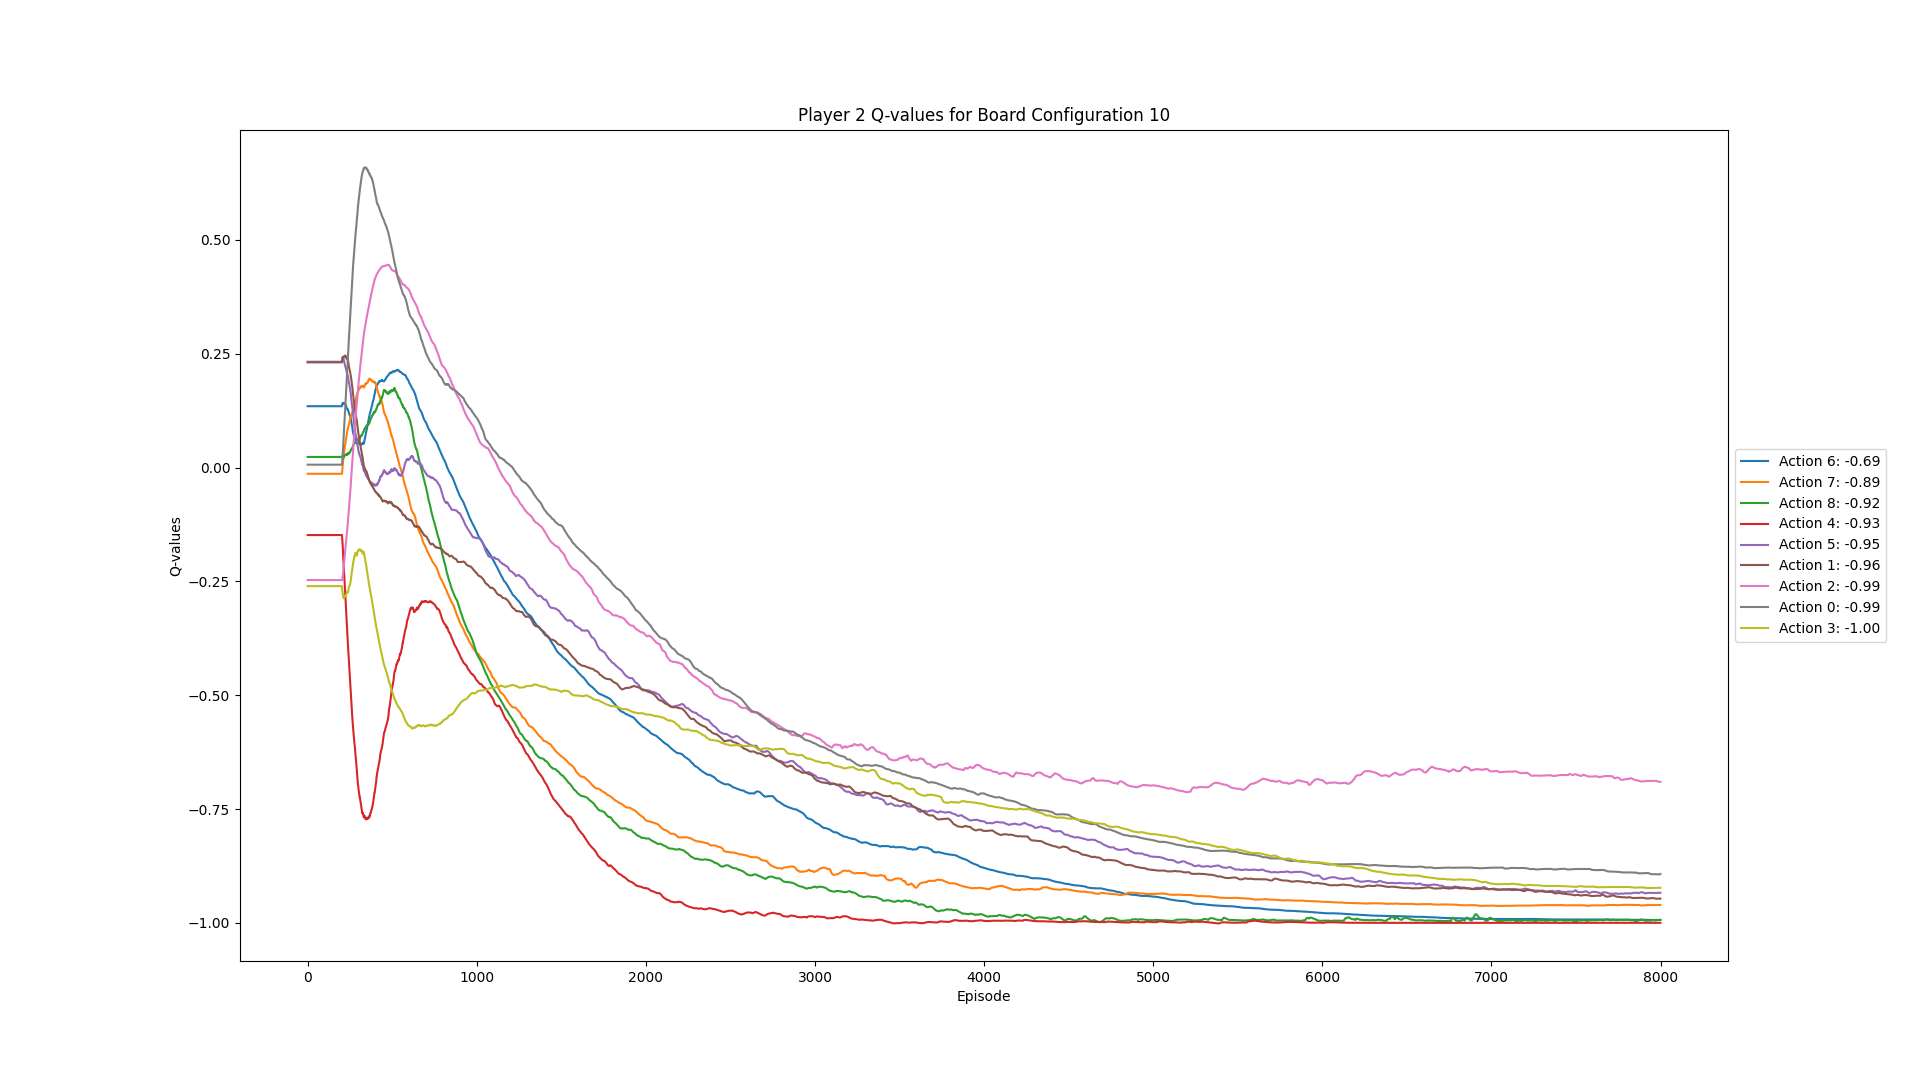 Player 2 Q-values for Board Configuration 10
0.50
0.25
0.00
−0.25
−0.50
−0.75
−1.00
Q-values
0 1000 2000 3000 4000 5000 6000 7000 8000
Episode
Action 6: -0.69
Action 7: -0.89
Action 8: -0.92
Action 4: -0.93
Action 5: -0.95
Action 1: -0.96
Action 2: -0.99
Action 0: -0.99
Action 3: -1.00